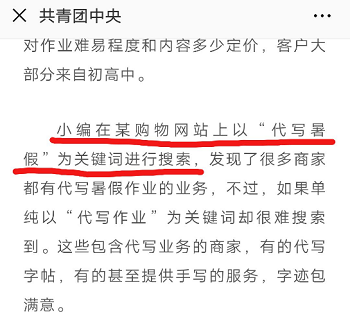 共青团中央
对作业难易程度和内容多少定价，客户大
部分来自初高中。
小编在某购物网站上以“代写暑
假”为关键词进行搜索，发现了很多商家
都有代写暑假作业的业务，不过，如果单
纯以“代写作业”为关键词却很难搜索
到。这些包含代写业务的商家，有的代写
字帖，有的甚至提供手写的服务，字迹包
满意。